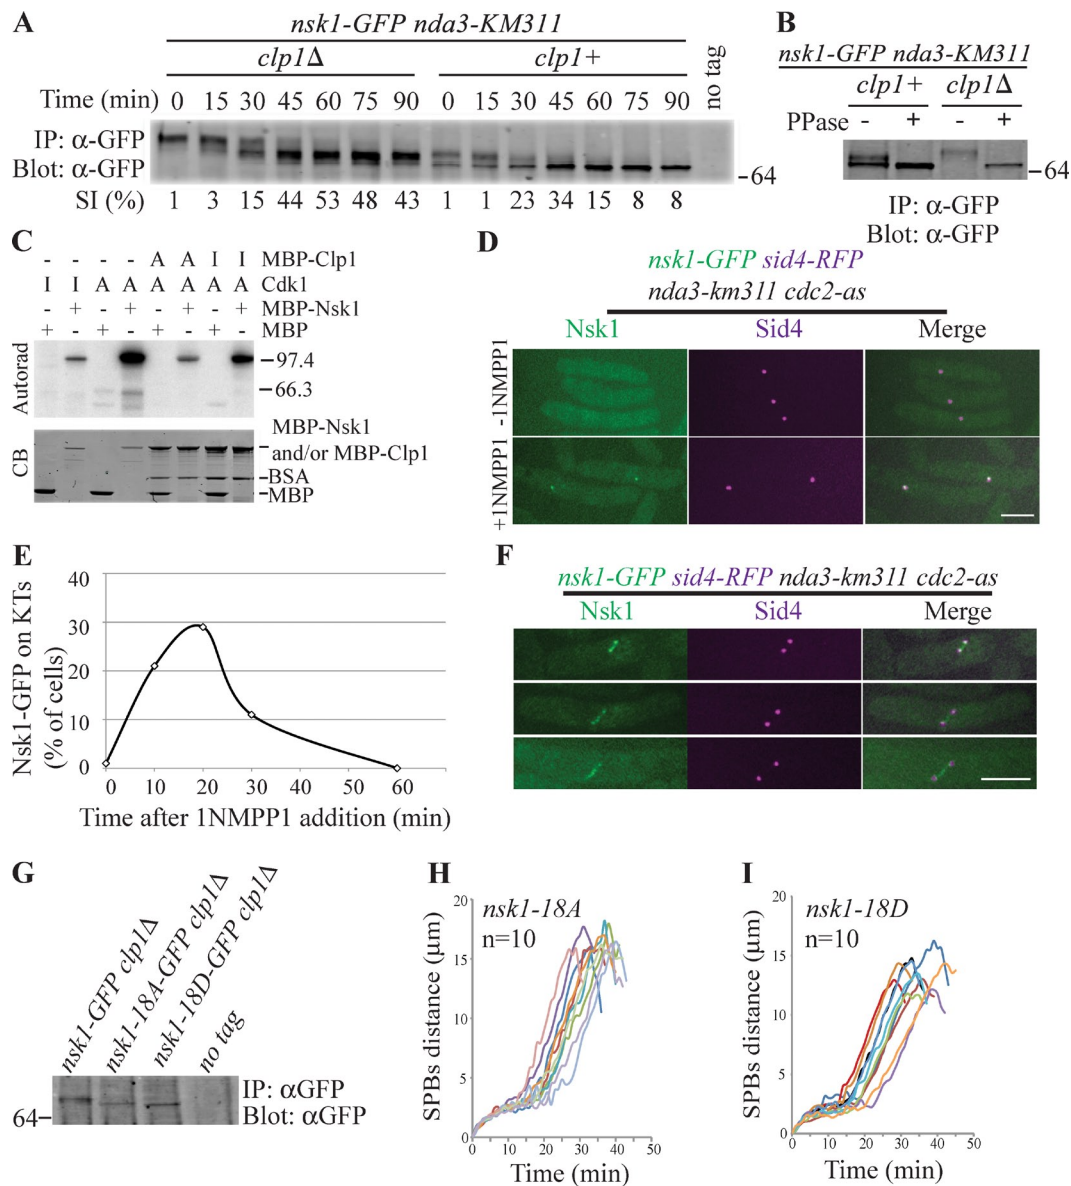 A
nsk1-GFP nda3-KM311
clp1Δ clp1+
Time (min) 0 15 30 45 60 75 90 0 15 30 45 60 75 90 no tag
IP: α-GFP
Blot: α-GFP
-64
SI (%) 1 3 15 44 53 48 43 1 1 23 34 15 8 8
B
nsk1-GFP nda3-KM311
clp1+ clp1Δ
PPase - + - +
-64
IP: α-GFP
Blot: α-GFP
C
- - - - A A I I MBP-Clp1
I I A A A A A A Cdk1
- + - + - + - + MBP-Nsk1
+ - + - + - + - MBP
Autorad
97.4
66.3
CB
MBP-Nsk1
and/or MBP-Clp1
BSA
MBP
D
nsk1-GFP sid4-RFP
nda3-km311 cdc2-as
Nsk1 Sid4 Merge
-1NMPP1
+1NMPP1
E
Nsk1-GFP on KTs
(% of cells)
40
30
20
10
0
0 10 20 30 40 50 60
Time after 1NMPP1 addition (min)
F
nsk1-GFP sid4-RFP nda3-km311 cdc2-as
Nsk1 Sid4 Merge
G
nsk1-GFP clp1Δ
nsk1-18A-GFP clp1Δ
nsk1-18D-GFP clp1Δ
no tag
64-
IP: αGFP
Blot: αGFP
H
nsk1-18A
n=10
SPBs distance (μm)
20
15
10
5
0
0 10 20 30 40 50
Time (min)
I
nsk1-18D
n=10
SPBs distance (μm)
20
15
10
5
0
0 10 20 30 40 50
Time (min)